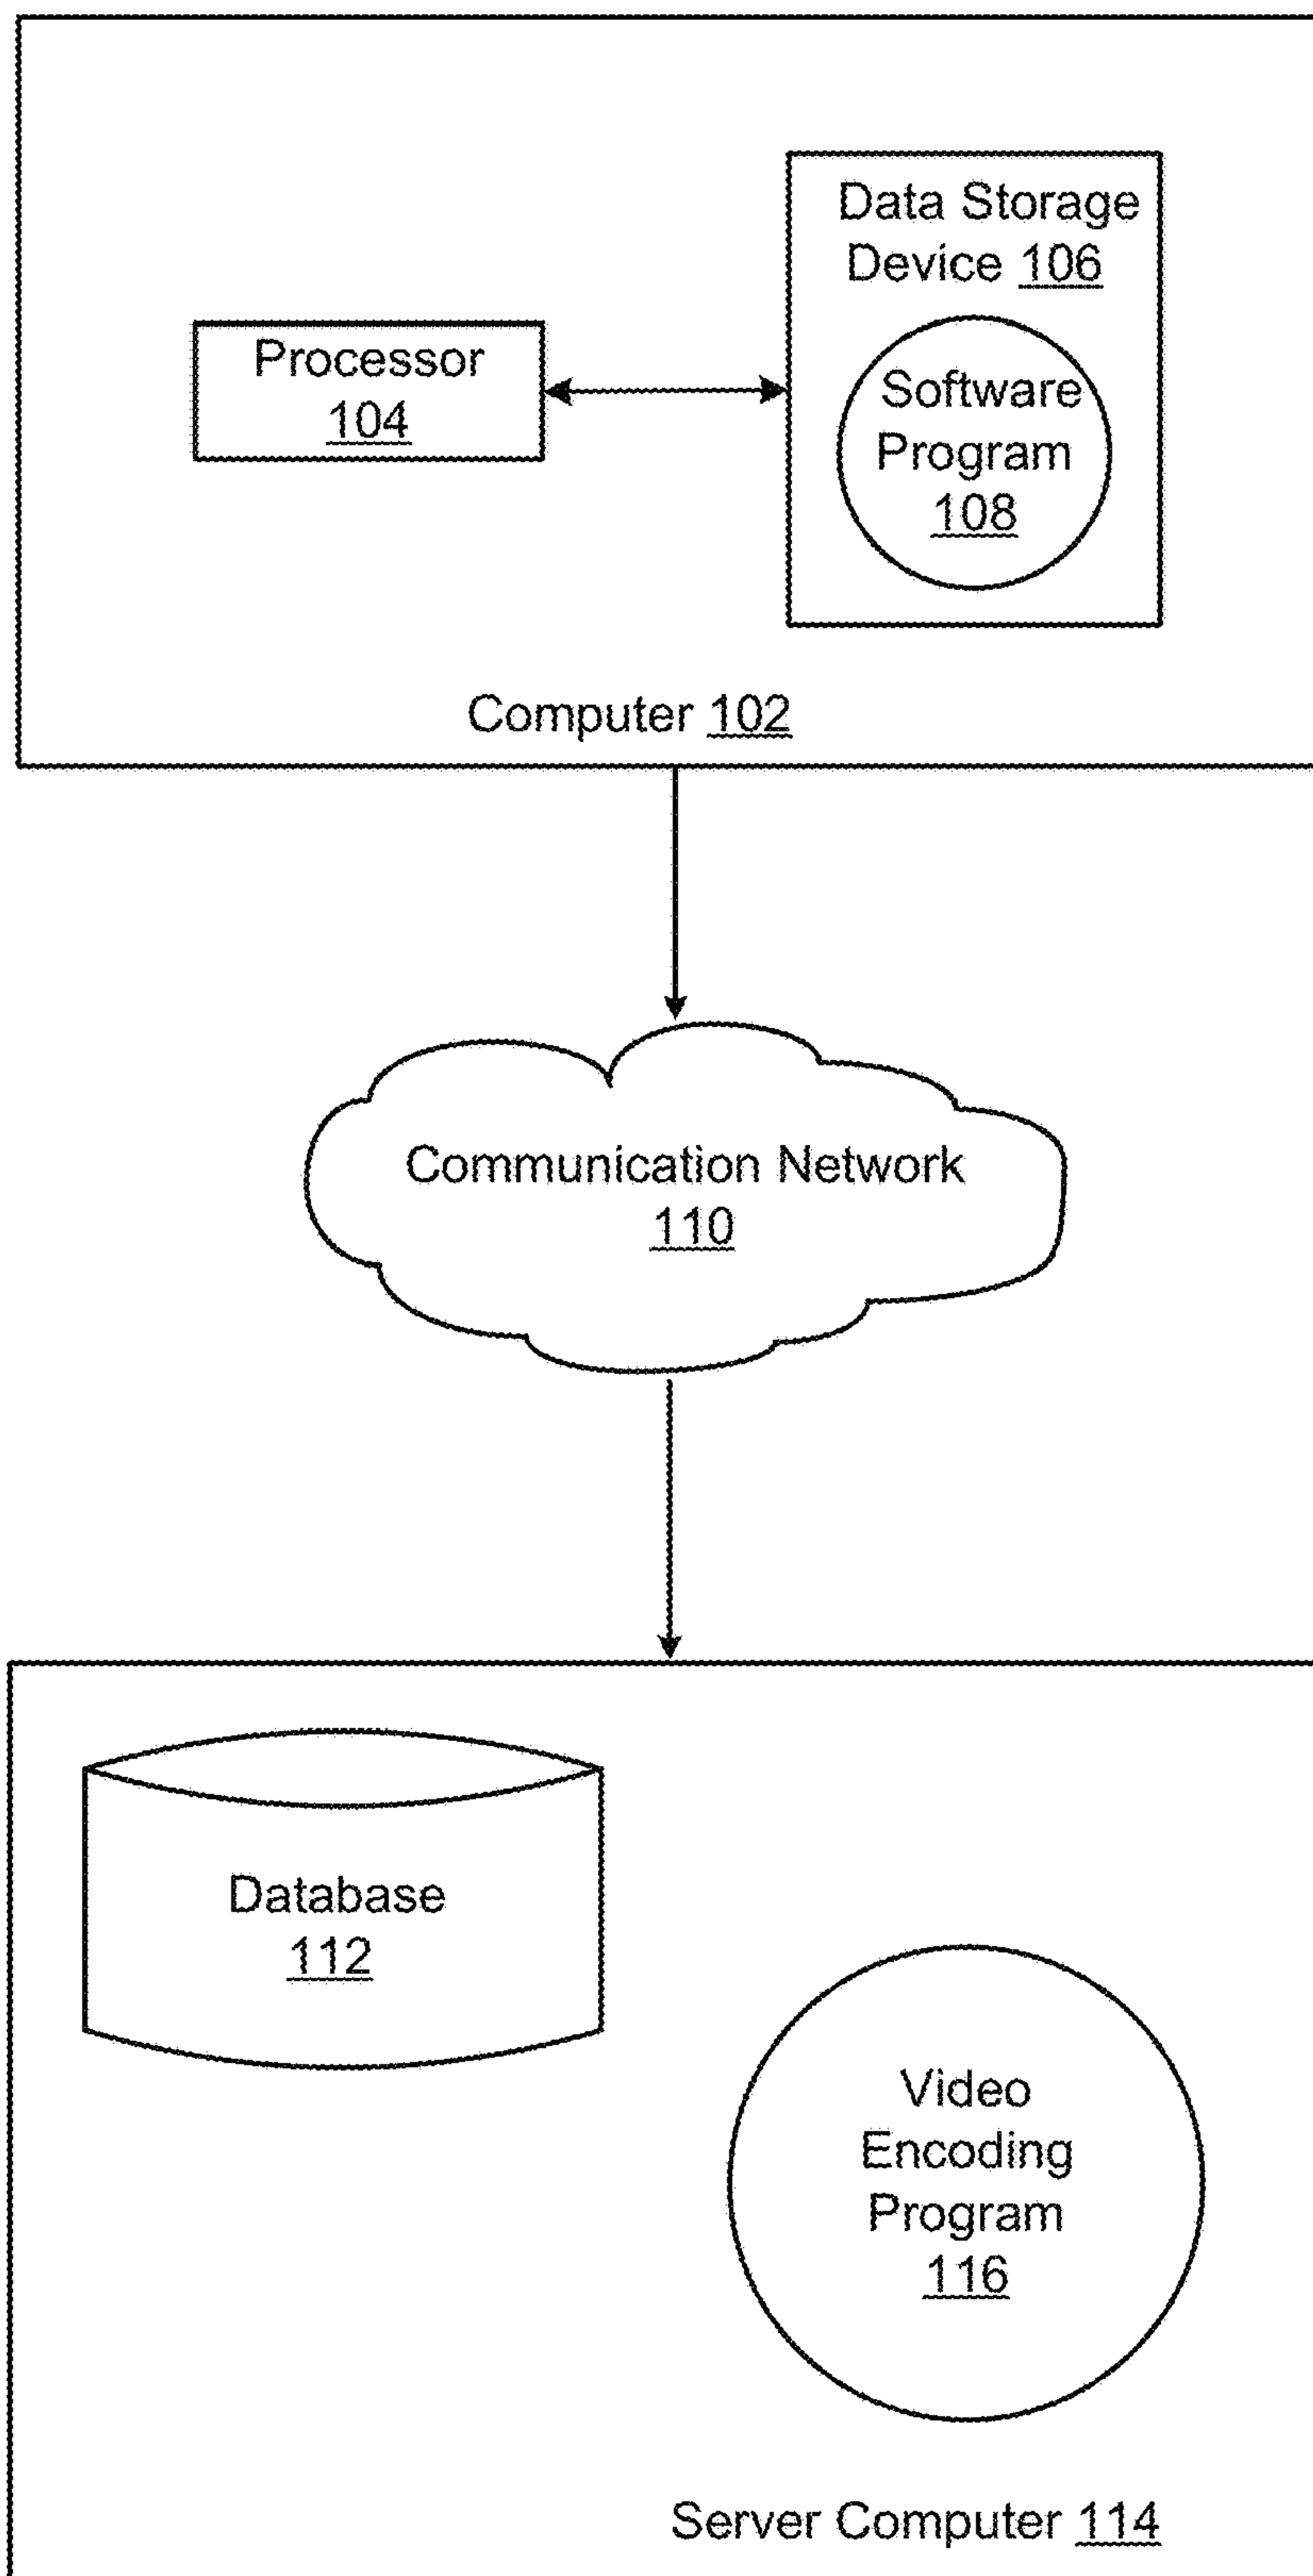 Data Storage
Device 106
Processor
104
Software
Program
108
Computer 102
Communication Network
110
Database
112
Video
Encoding
Program
116
Server Computer 114